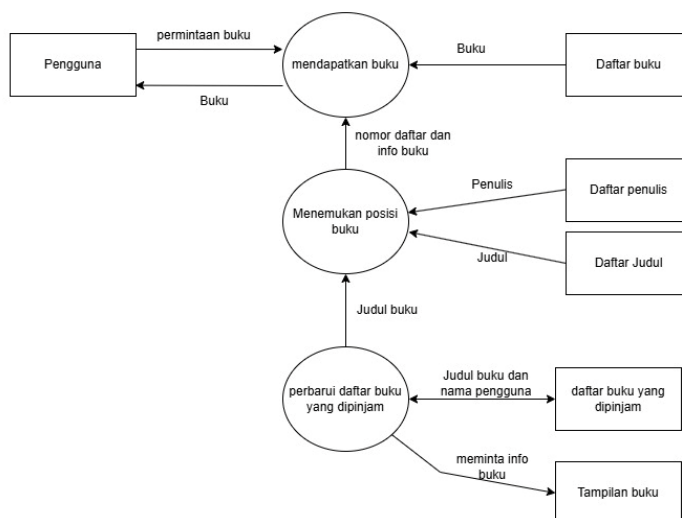 permintaan buku
Pengguna
mendapatkan buku
Buku
Daftar buku
Buku
nomor daftar dan
info buku
Menemukan posisi
buku
Penulis
Daftar penulis
Judul
Daftar Judul
Judul buku
perbarui daftar buku
yang dipinjam
Judul buku dan
nama pengguna
daftar buku yang
dipinjam
meminta info
buku
Tampilan buku